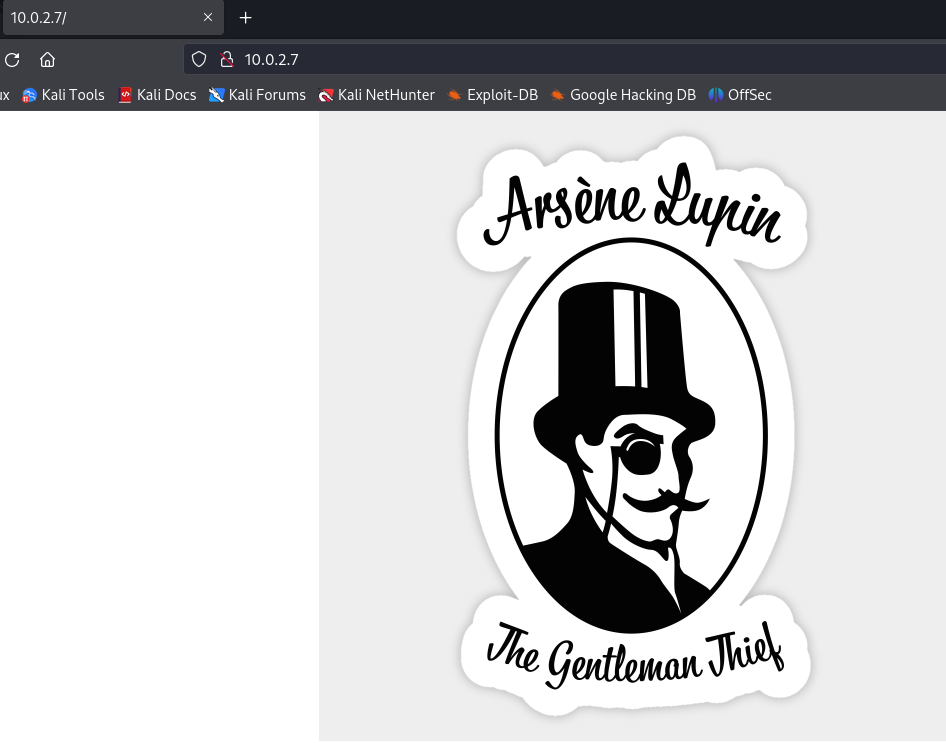 10.0.2.7/
10.0.2.7
ux Kali Tools Kali Docs Kali Forums Kali NetHunter Exploit-DB Google Hacking DB OffSec
Arsène Lupin
The Gentleman Thief